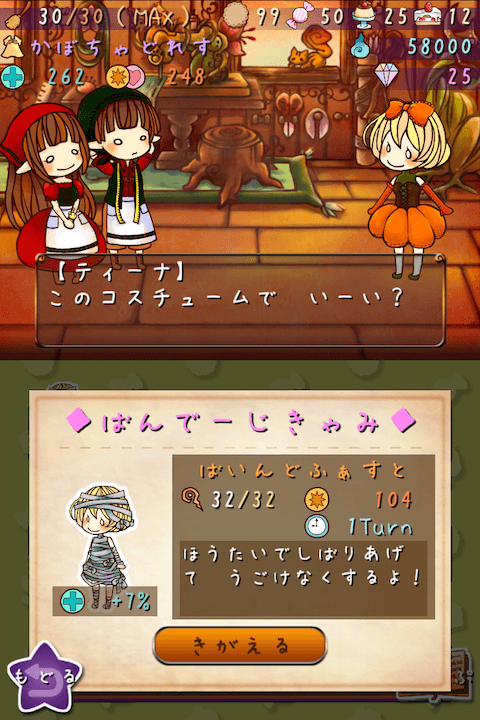 30/30 (MAX) 99 50 25 12
かぼちゃどれす 58000
262 248 25
【ティーナ】
このコスチュームで いーい?
ばんでーじきゃみ
ばいんどふぁすと
32/32 104
1Turn
ほうたいでしばりあげ
て うごけなくするよ!
+7%
きがえる
もどる